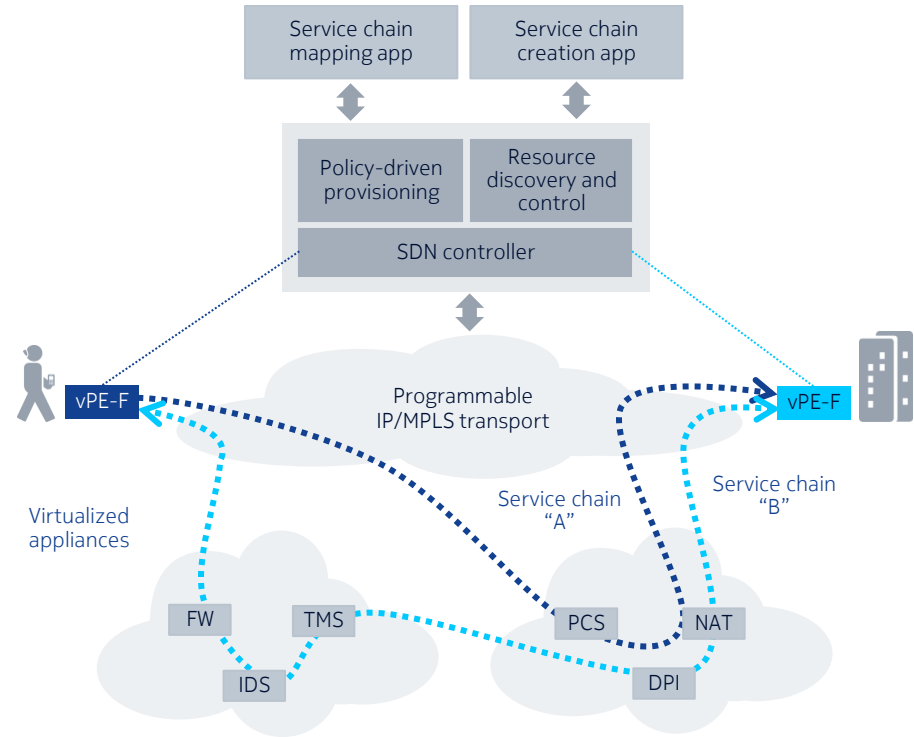 Service chain
mapping app
Service chain
creation app
Policy-driven
provisioning
Resource
discovery and
control
SDN controller
Programmable
IP/MPLS transport
vPE-F
vPE-F
Service chain
“A”
Service chain
“B”
Virtualized
appliances
FW
TMS
IDS
PCS
NAT
DPI